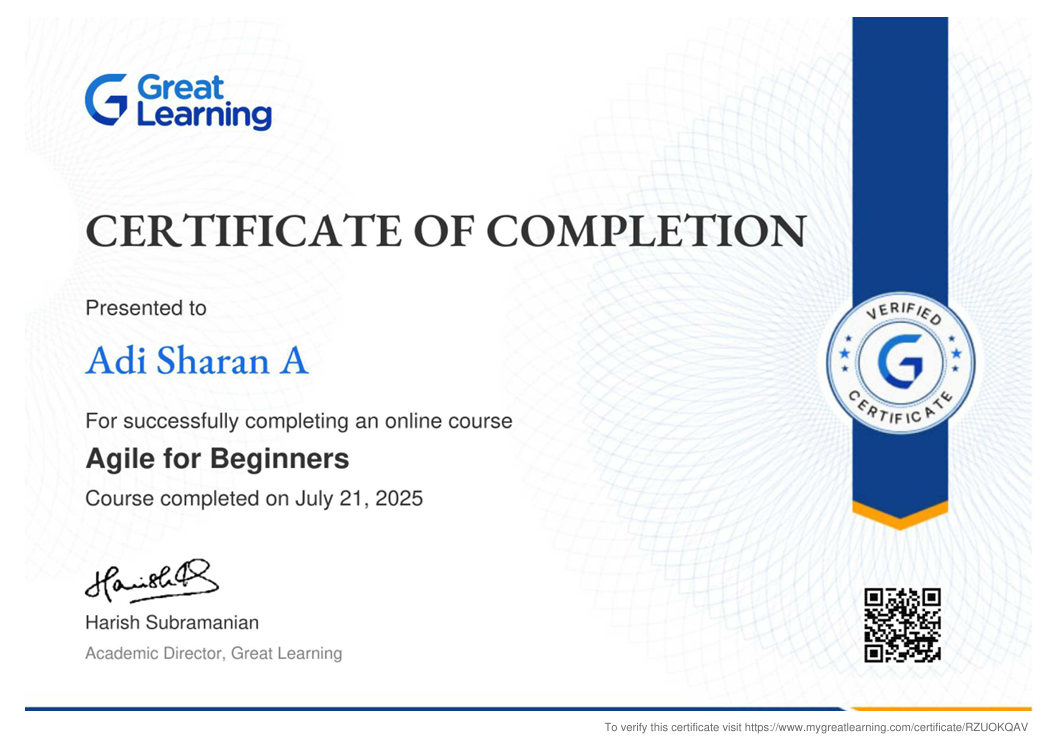 Great
Learning
CERTIFICATE OF COMPLETION
Presented to
Adi Sharan A
VERIFIED
CERTIFICATE
For successfully completing an online course
Agile for Beginners
Course completed on July 21, 2025
Harish
Harish Subramanian
Academic Director, Great Learning
To verify this certificate visit https://www.mygreatlearning.com/certificate/RZUOKQAV